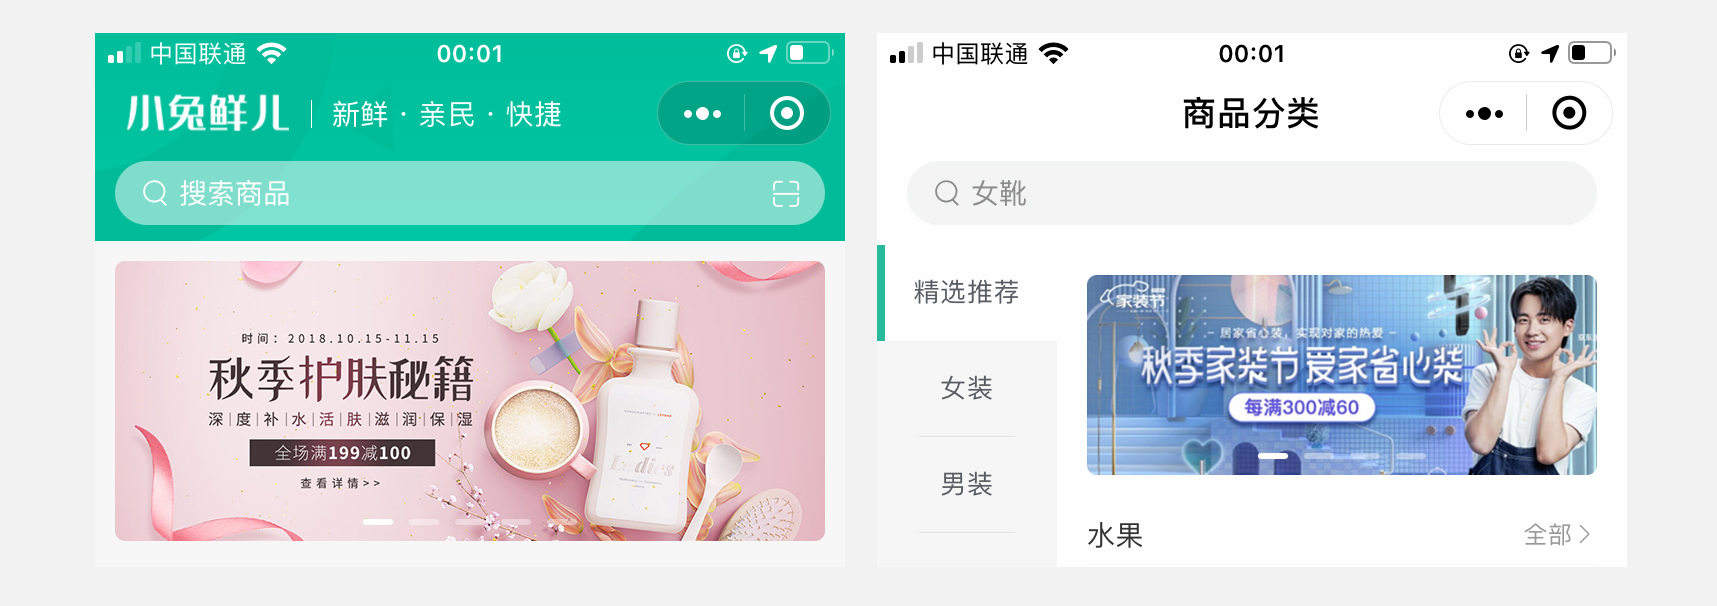 中国联通
00:01
小兔鲜儿
新鲜 · 亲民 · 快捷
搜索商品
时间：2018.10.15-11.15
秋季护肤秘籍
深|度|补|水|活|肤|滋|润|保|湿
全场满199减100
查看详情>>
Ladies
中国联通
00:01
商品分类
女靴
精选推荐
女装
男装
家装节
居家省心装，实现对家的热爱
秋季家装节 爱家省心装
每满300减60
水果
全部